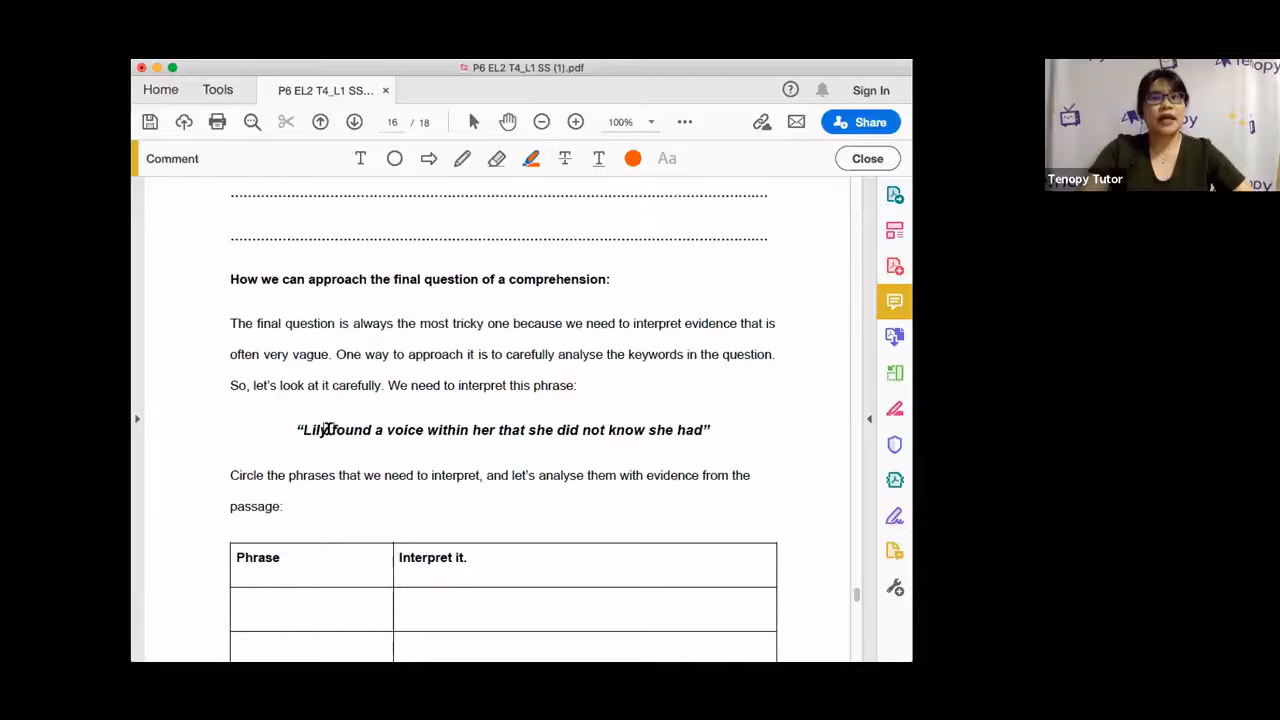 P6 EL2 T4_L1 SS (1).pdf
Home
Tools
P6 EL2 T4_L1 SS... ×
Sign In
16 / 18
100%
Share
Comment
Aa
Close
How we can approach the final question of a comprehension:
The final question is always the most tricky one because we need to interpret evidence that is
often very vague. One way to approach it is to carefully analyse the keywords in the question.
So, let's look at it carefully. We need to interpret this phrase:
“Lily found a voice within her that she did not know she had”
Circle the phrases that we need to interpret, and let's analyse them with evidence from the
passage:
Phrase
Interpret it.
Tenopy Tutor